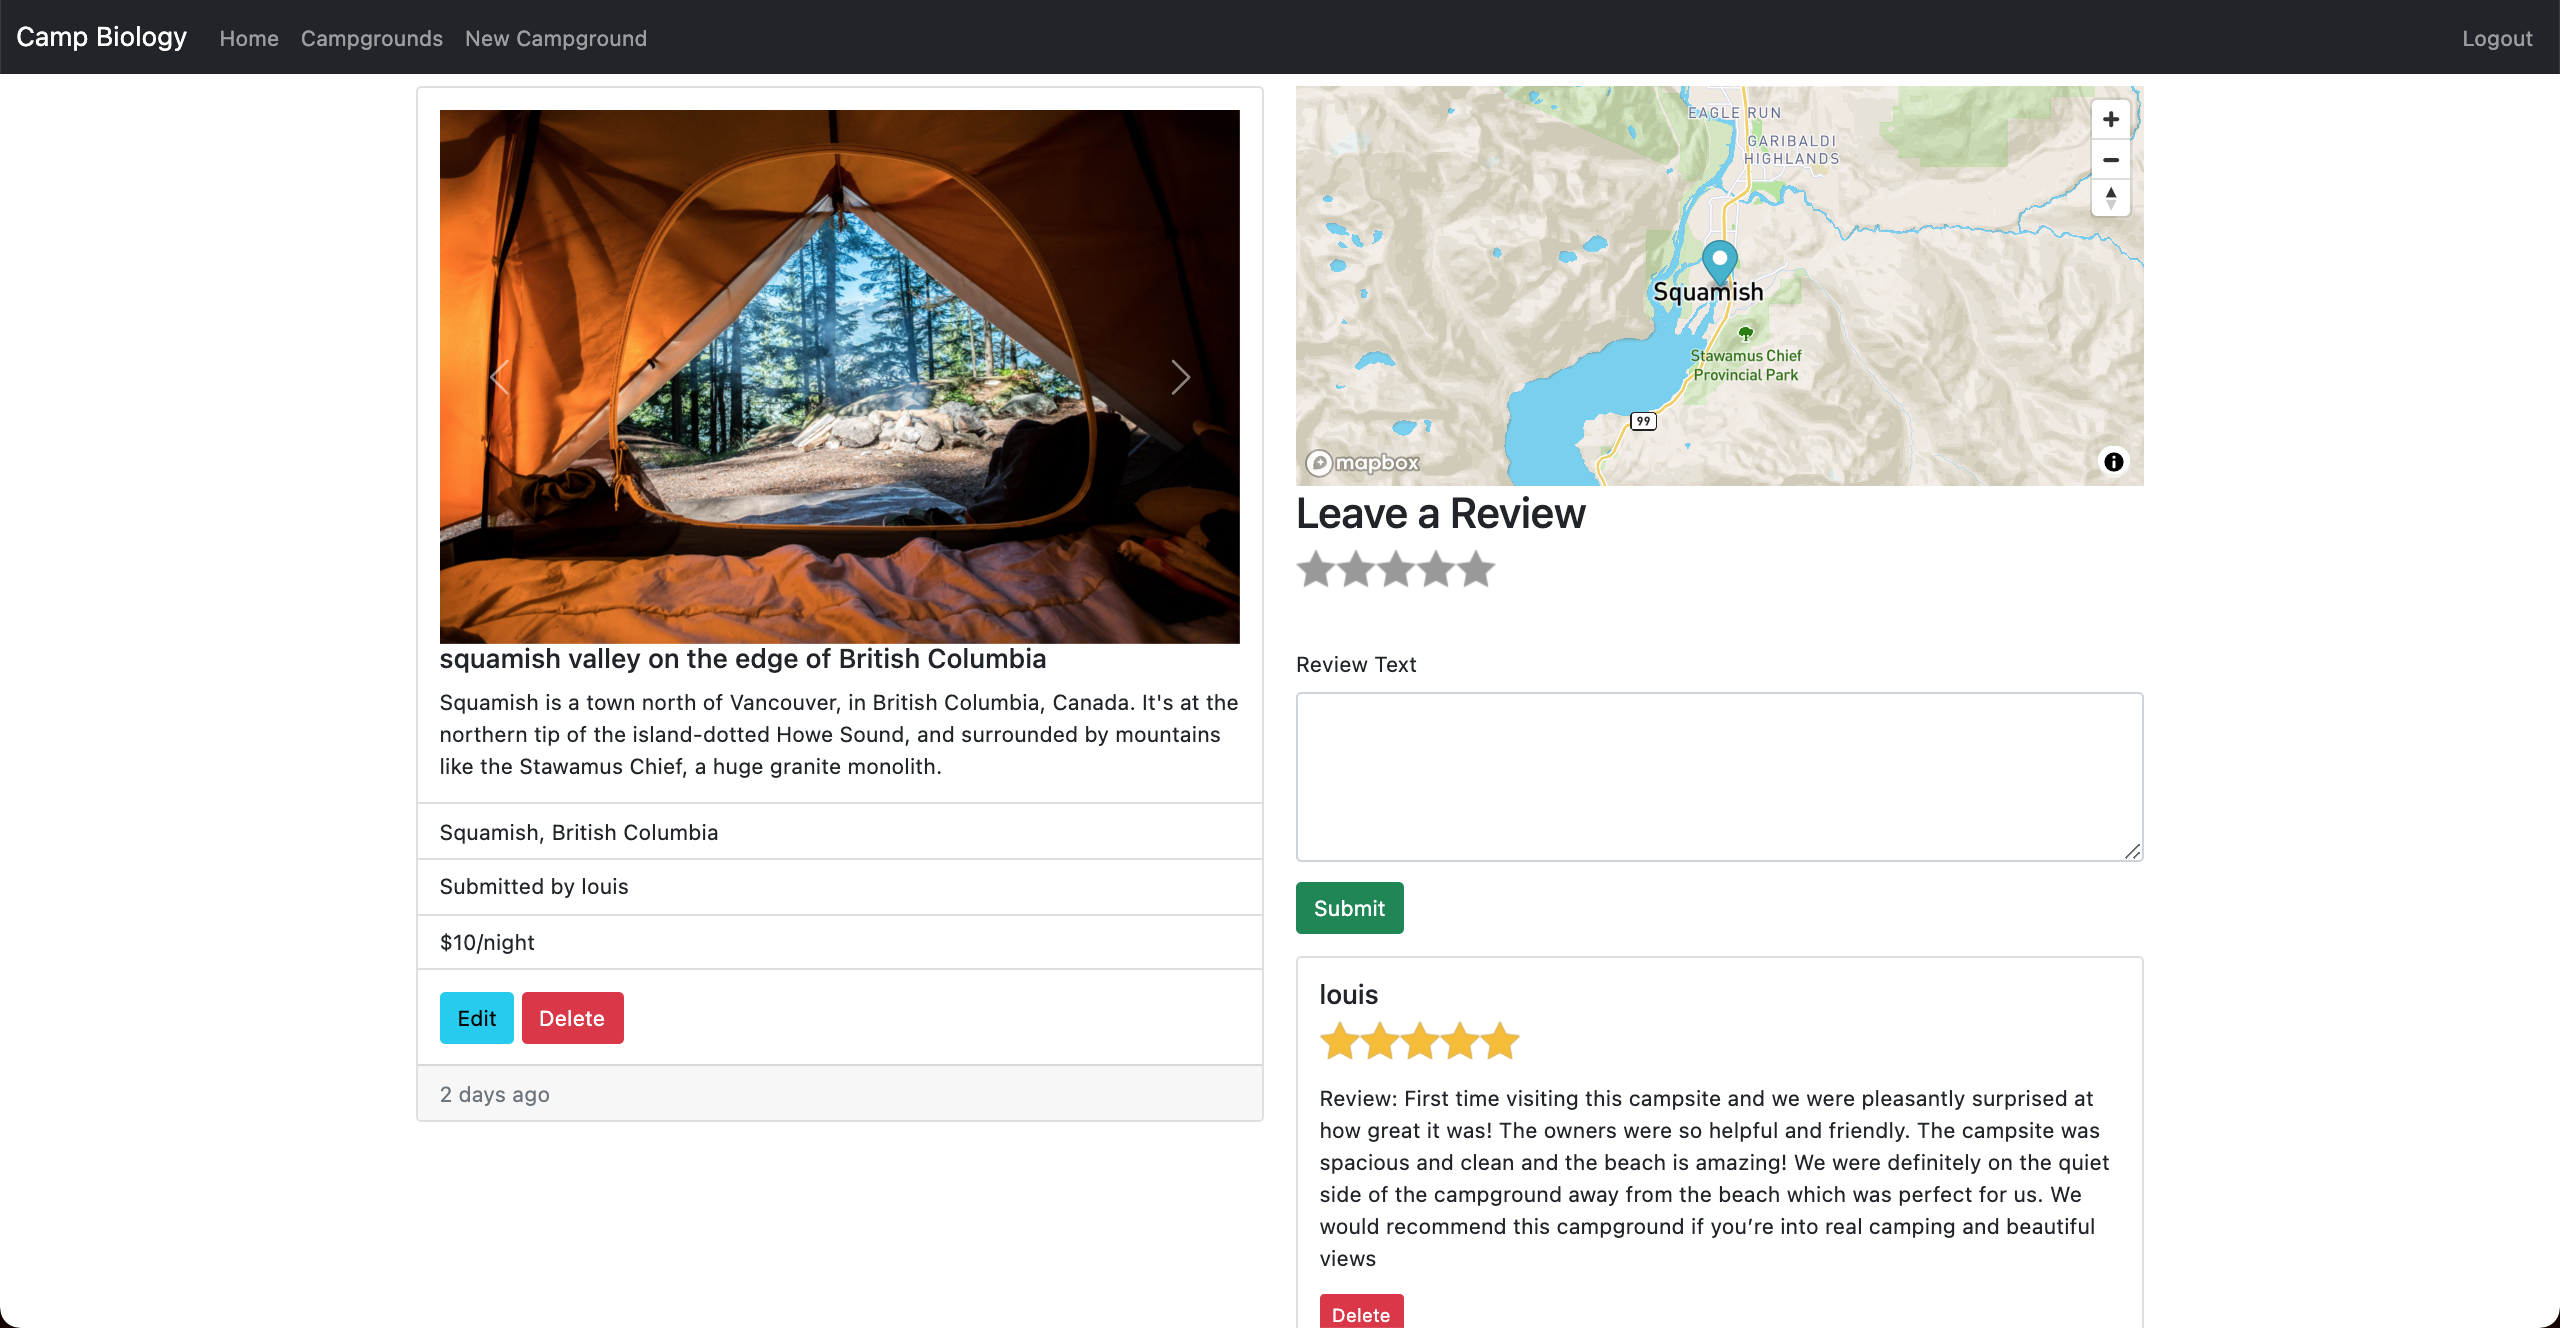 Camp Biology Home Campgrounds New Campground Logout
squamish valley on the edge of British Columbia
Squamish is a town north of Vancouver, in British Columbia, Canada. It's at the
northern tip of the island-dotted Howe Sound, and surrounded by mountains
like the Stawamus Chief, a huge granite monolith.
Squamish, British Columbia
Submitted by louis
$10/night
Edit Delete
2 days ago
EAGLE RUN
GARIBALDI
HIGHLANDS
Squamish
Stawamus Chief
Provincial Park
99
mapbox
Leave a Review
Review Text
Submit
louis
Review: First time visiting this campsite and we were pleasantly surprised at
how great it was! The owners were so helpful and friendly. The campsite was
spacious and clean and the beach is amazing! We were definitely on the quiet
side of the campground away from the beach which was perfect for us. We
would recommend this campground if you’re into real camping and beautiful
views
Delete